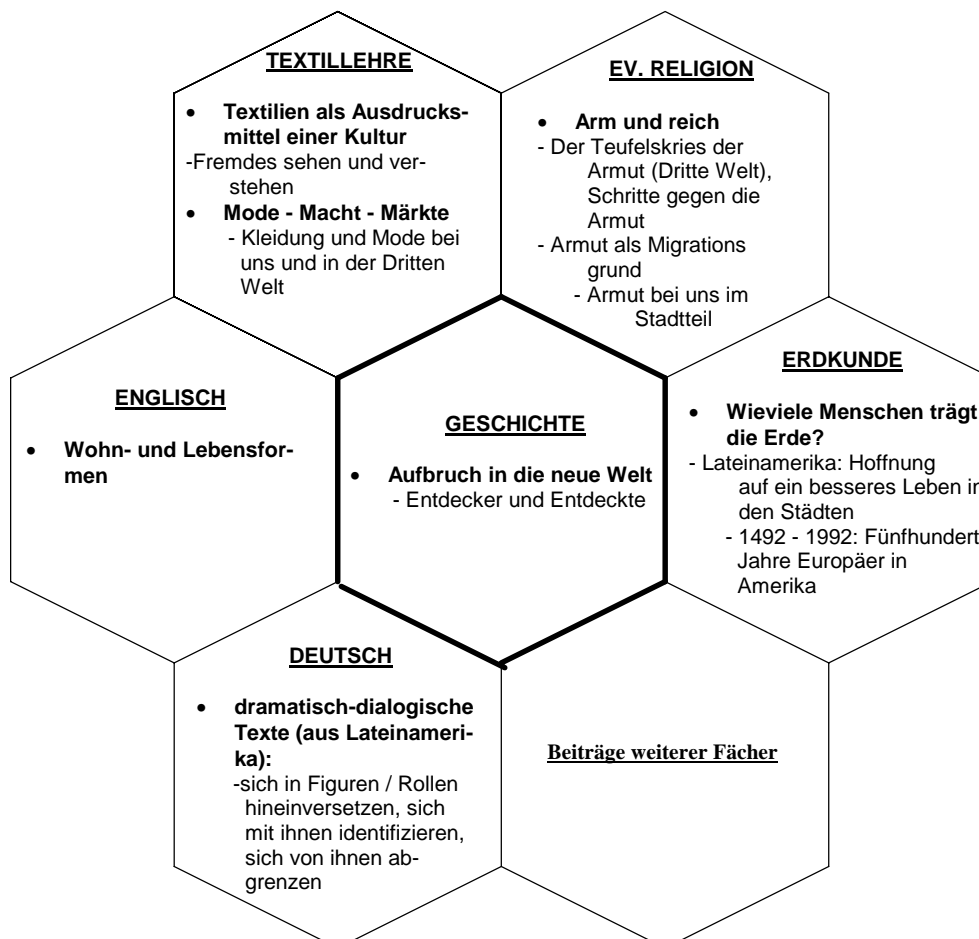 TEXTILLEHRE
• Textilien als Ausdrucks-
mittel einer Kultur
-Fremdes sehen und ver-
stehen
• Mode - Macht - Märkte
- Kleidung und Mode bei
uns und in der Dritten
Welt
EV. RELIGION
• Arm und reich
- Der Teufelskries der
Armut (Dritte Welt),
Schritte gegen die
Armut
- Armut als Migrations
grund
- Armut bei uns im
Stadtteil
ENGLISCH
• Wohn- und Lebensfor-
men
GESCHICHTE
• Aufbruch in die neue Welt
- Entdecker und Entdeckte
ERDKUNDE
• Wieviele Menschen trägt
die Erde?
- Lateinamerika: Hoffnung
auf ein besseres Leben in
den Städten
- 1492 - 1992: Fünfhundert
Jahre Europäer in
Amerika
DEUTSCH
• dramatisch-dialogische
Texte (aus Lateinameri-
ka):
-sich in Figuren / Rollen
hineinversetzen, sich
mit ihnen identifizieren,
sich von ihnen ab-
grenzen
Beiträge weiterer Fächer